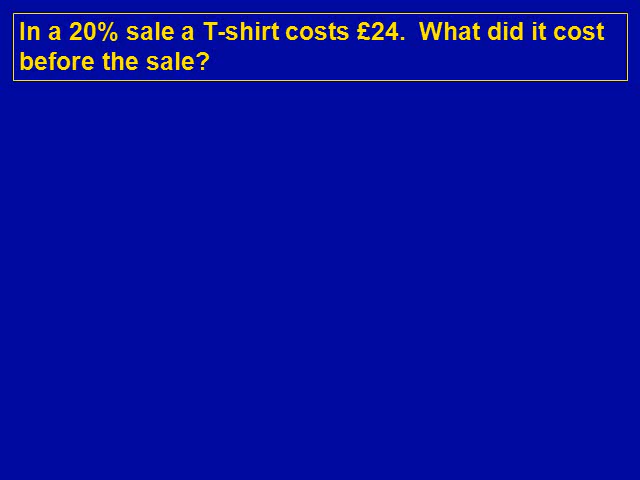 In a 20% sale a T-shirt costs £24.  What did it cost
before the sale?